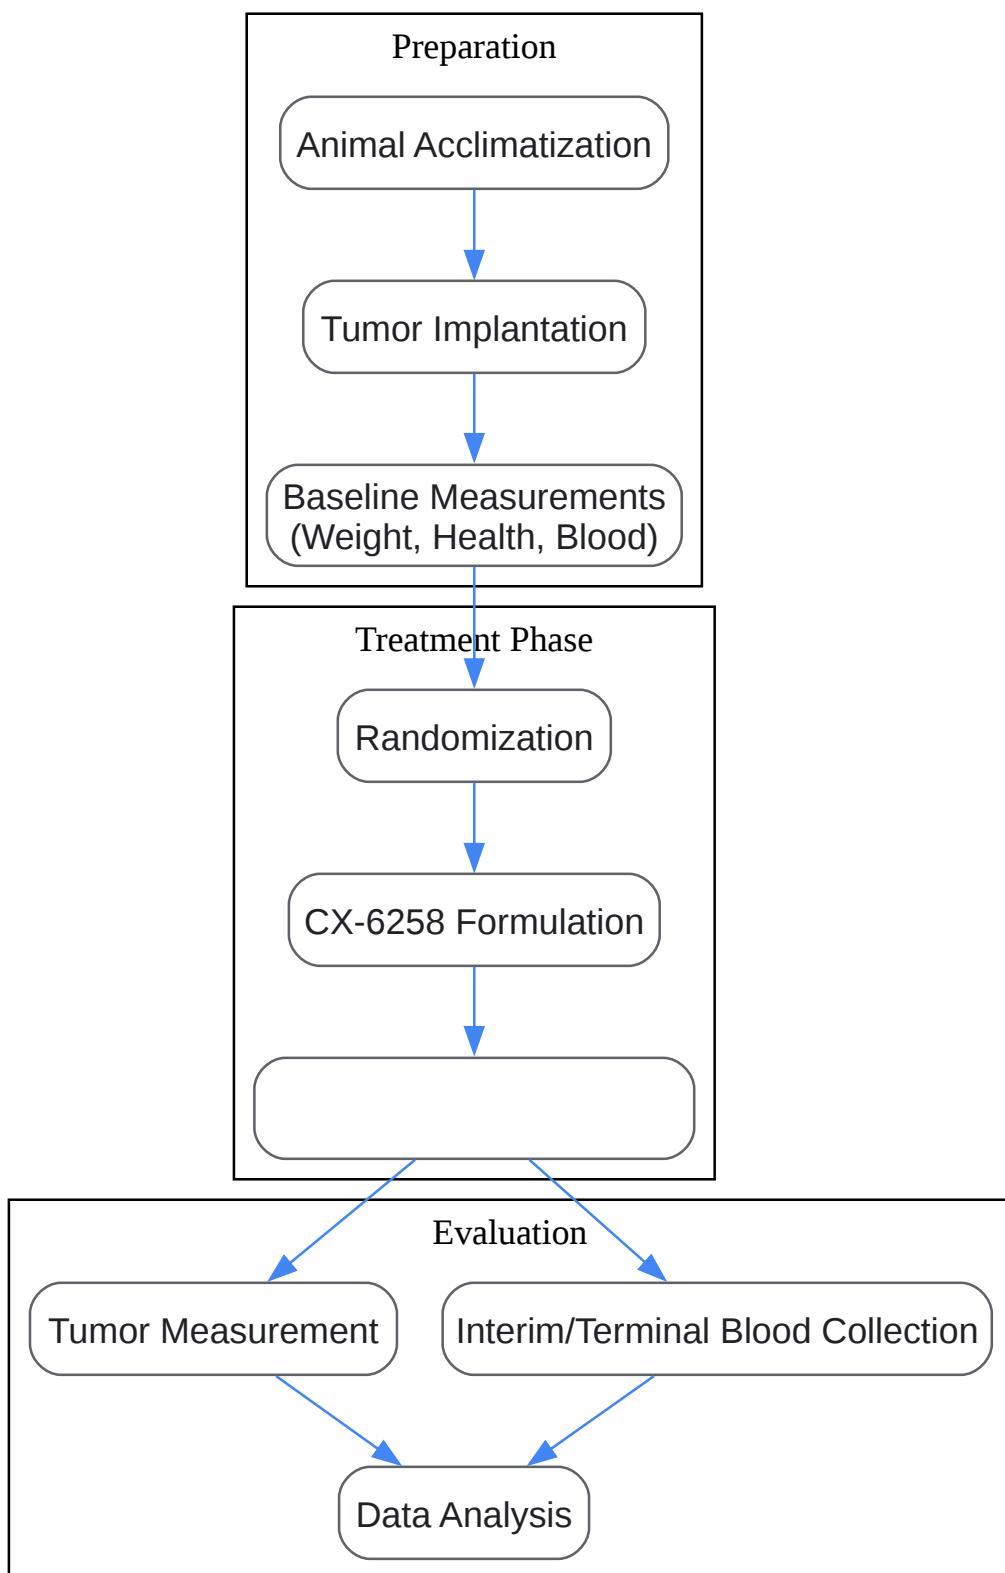 Preparation
Animal Acclimatization
Tumor Implantation
Baseline Measurements
(Weight, Health, Blood)
Treatment Phase
Randomization
CX-6258 Formulation
Evaluation
Tumor Measurement
Interim/Terminal Blood Collection
Data Analysis